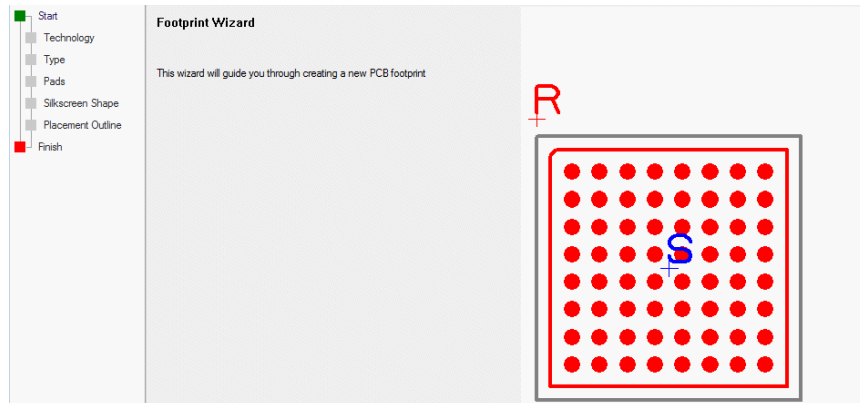 Start
Technology
Type
Pads
Silkscreen Shape
Placement Outline
Finish
Footprint Wizard
This wizard will guide you through creating a new PCB footprint
R
S